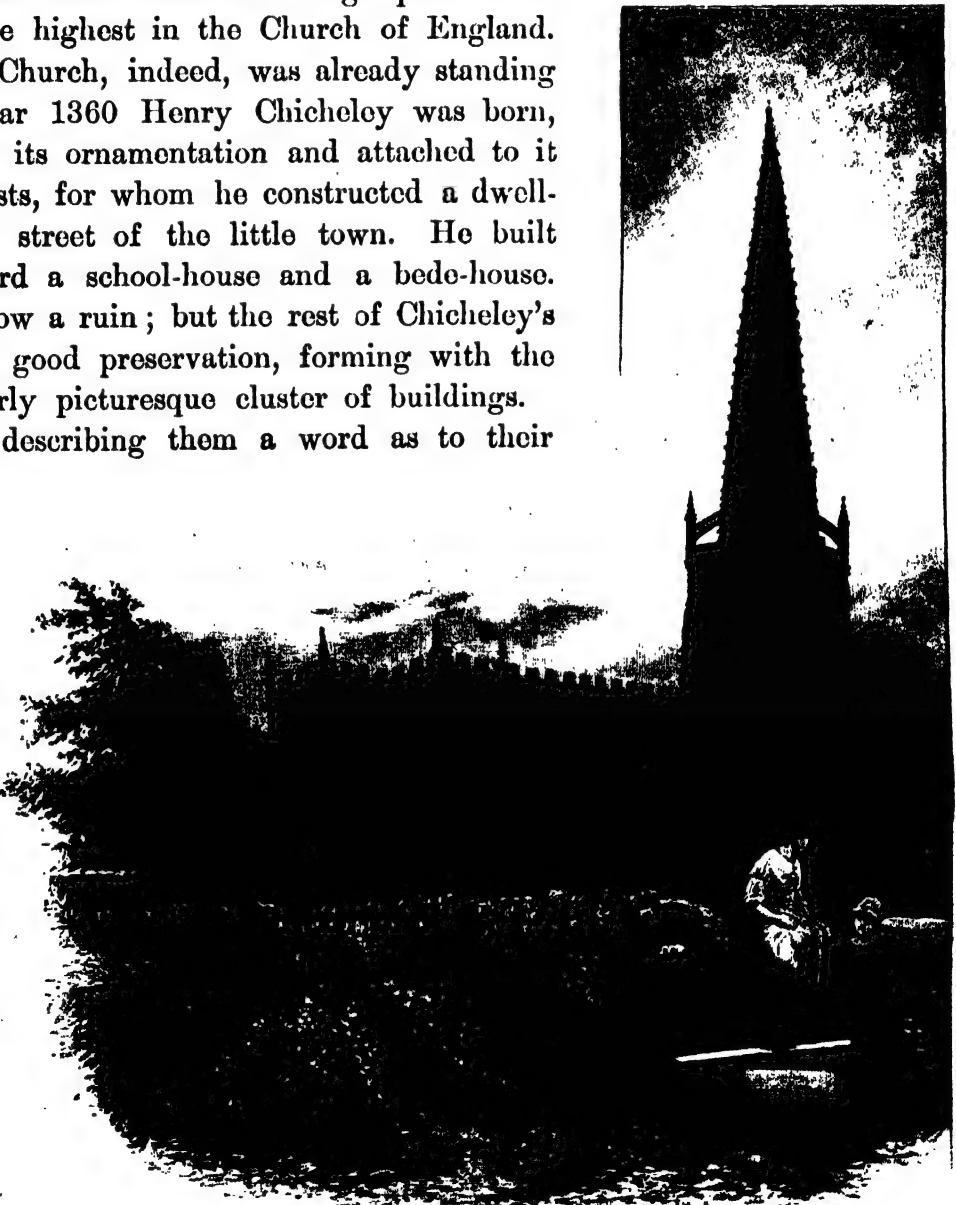 e highest in the Church of England.
Church, indeed, was already standing
ar 1360 Henry Chicheley was born,
its ornamentation and attached to it
sts, for whom he constructed a dwell-
street of the little town. He built
rd a school-house and a bede-house.
ow a ruin; but the rest of Chicheley's
good preservation, forming with the
rly picturesque cluster of buildings.
describing them a word as to their